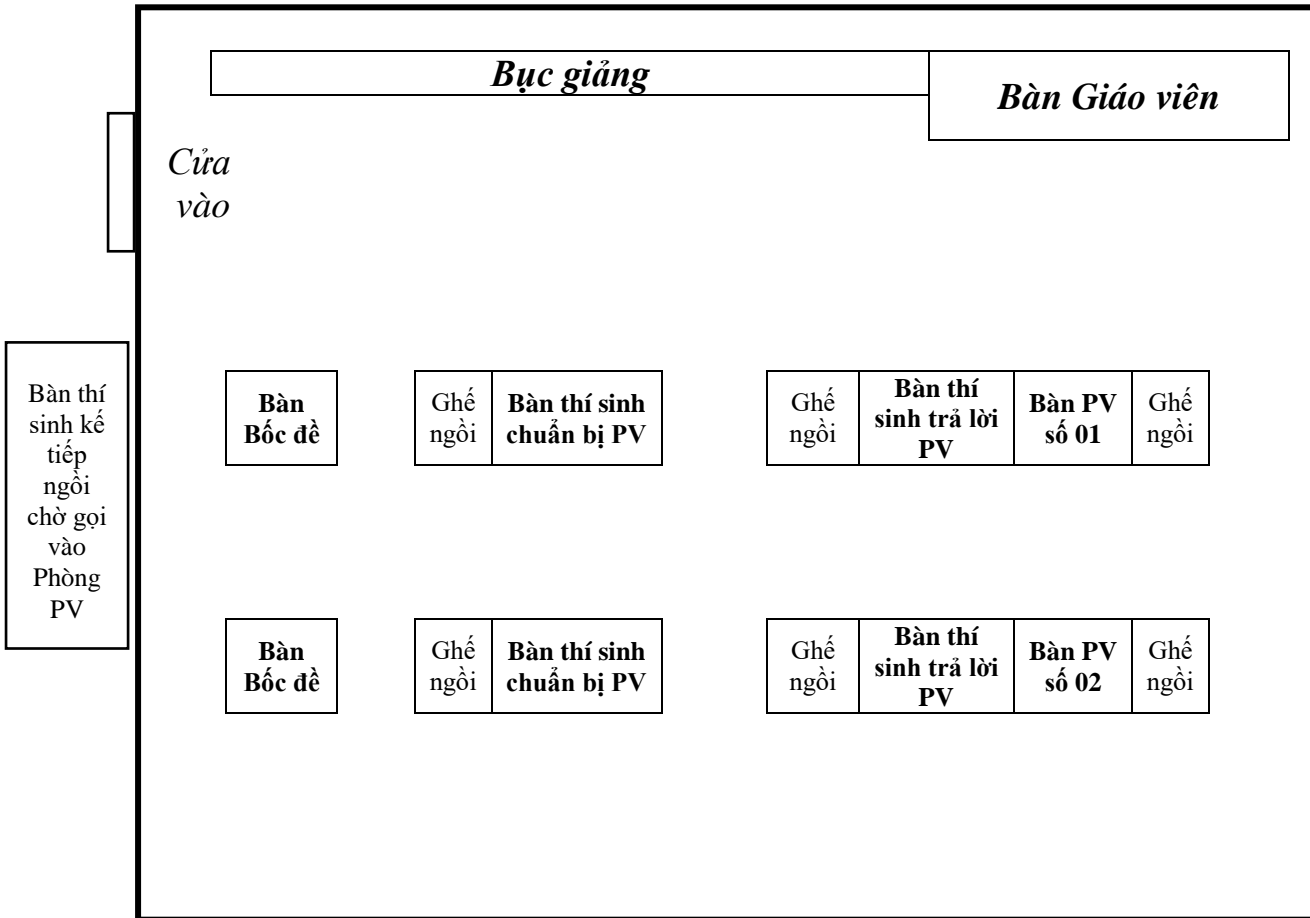 Bục giảng
Bàn Giáo viên
Cửa
vào
Bàn thí
sinh kế
tiếp
ngồi
chờ gọi
vào
Phòng
PV
Bàn
Bốc đề
Ghế
ngồi
Bàn thí sinh
chuẩn bị PV
Ghế
ngồi
Bàn thí
sinh trả lời
PV
Bàn PV
số 01
Ghế
ngồi
Bàn
Bốc đề
Ghế
ngồi
Bàn thí sinh
chuẩn bị PV
Ghế
ngồi
Bàn thí
sinh trả lời
PV
Bàn PV
số 02
Ghế
ngồi